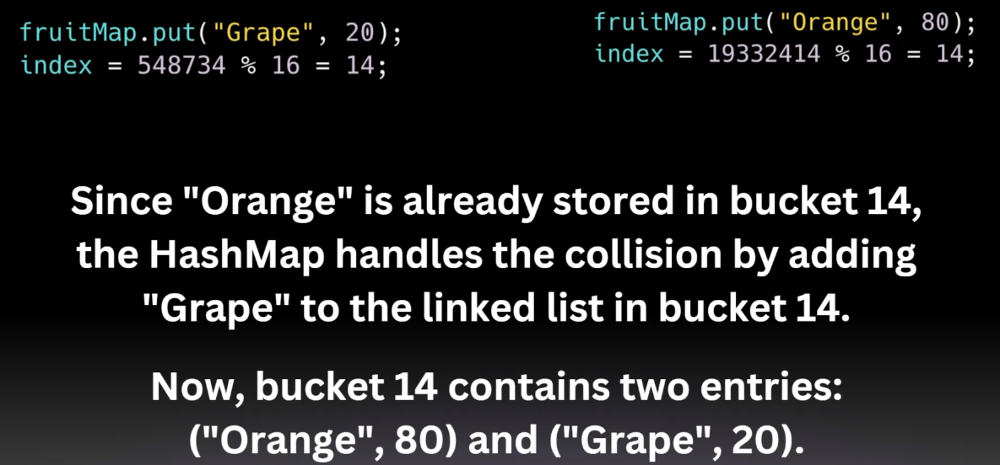 fruitMap.put("Grape", 20);
index = 548734 % 16 = 14;
fruitMap.put("Orange", 80);
index = 19332414 % 16 = 14;
Since "Orange" is already stored in bucket 14,
the HashMap handles the collision by adding
"Grape" to the linked list in bucket 14.
Now, bucket 14 contains two entries:
("Orange", 80) and ("Grape", 20).